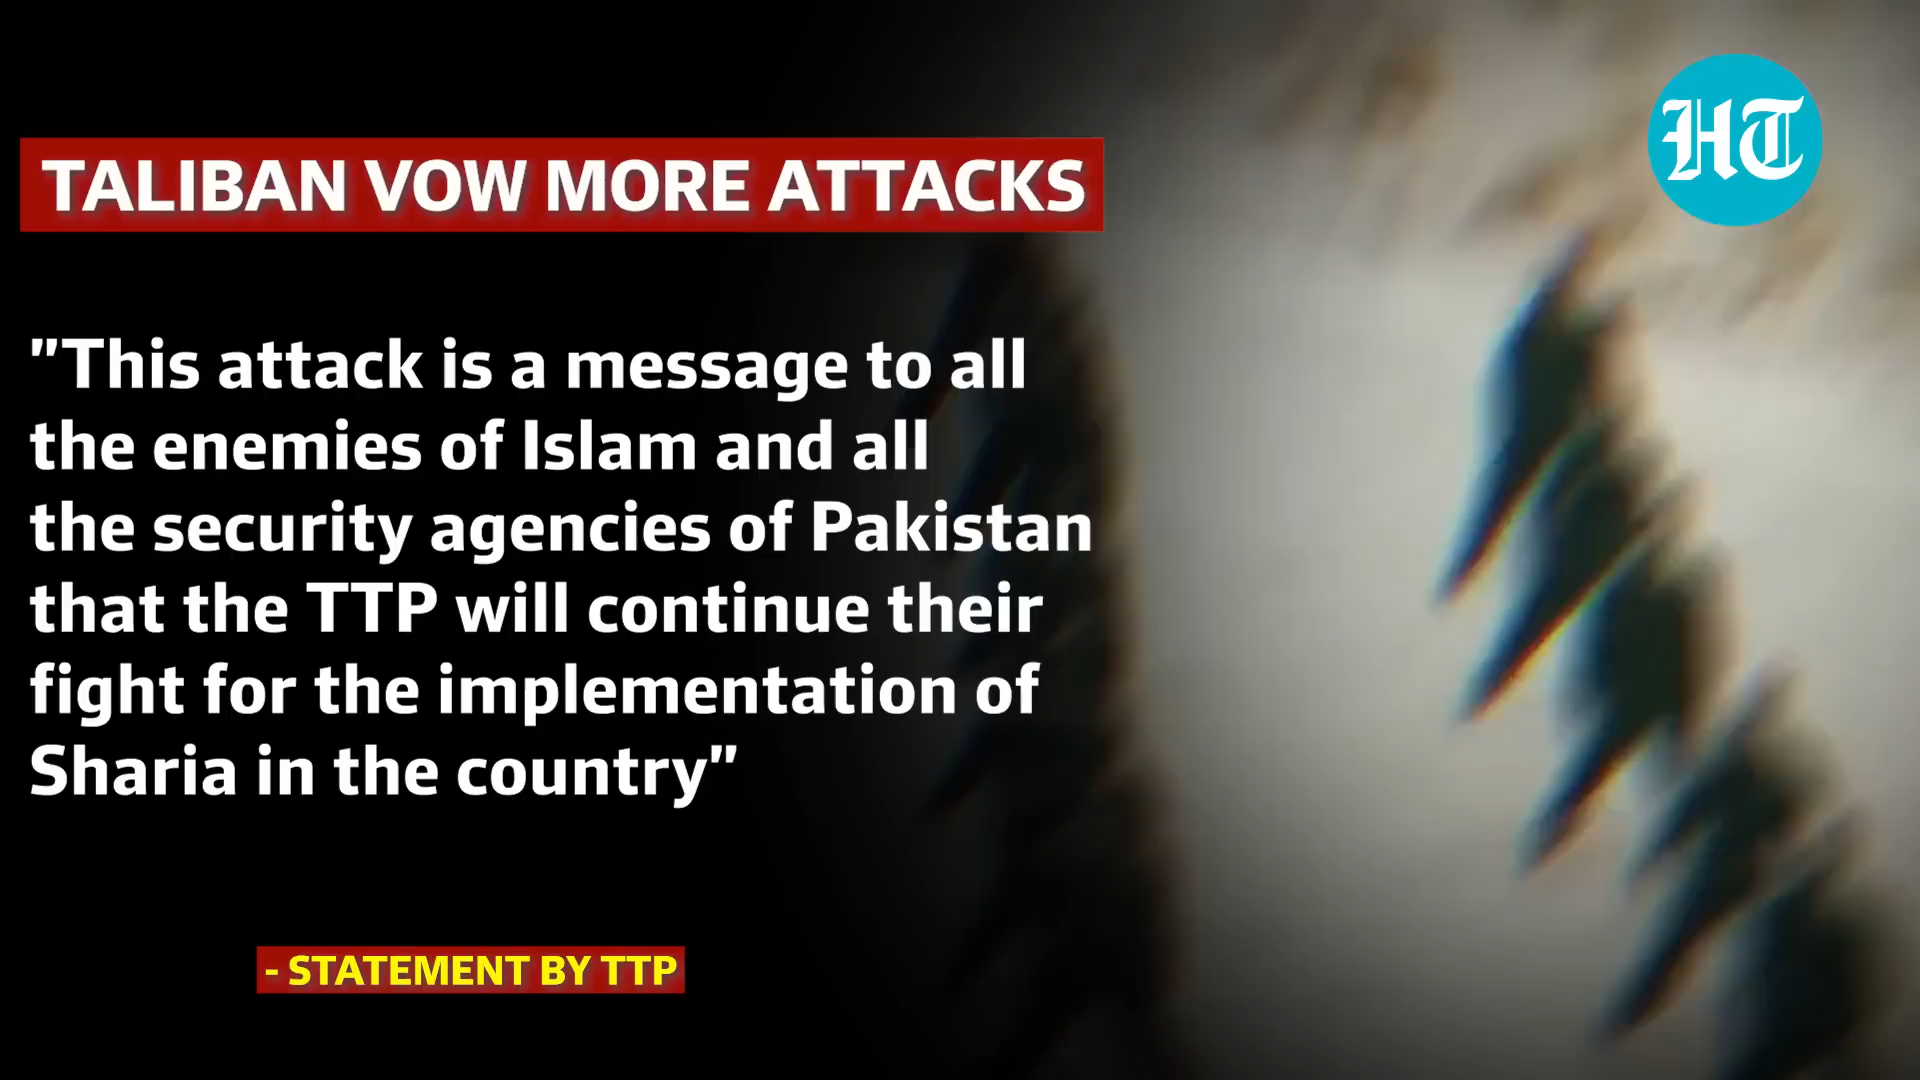 HT
TALIBAN VOW MORE ATTACKS
"This attack is a message to all
the enemies of Islam and all
the security agencies of Pakistan
that the TTP will continue their
fight for the implementation of
Sharia in the country"
- STATEMENT BY TTP